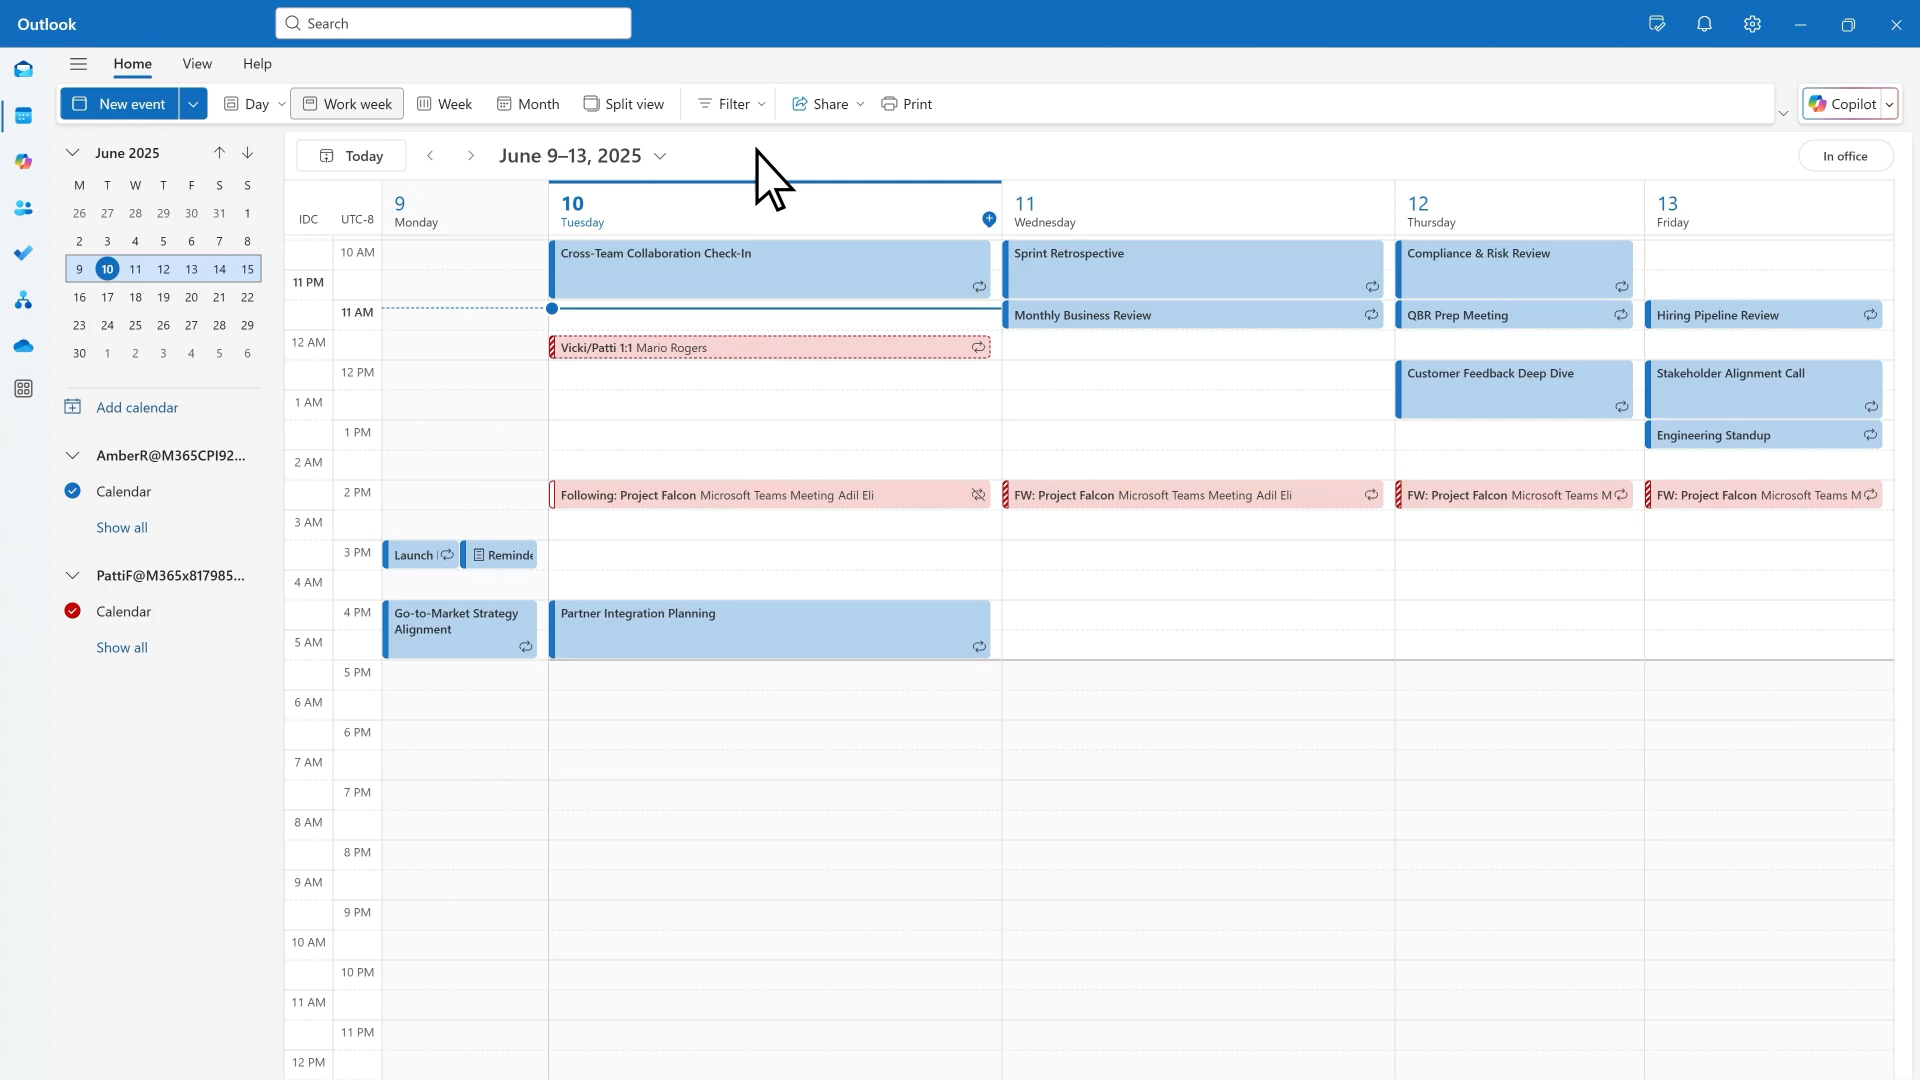 Outlook
Search
Home View Help
New event Day Work week Week Month Split view Filter Share Print Copilot
June 2025
M T W T F S S
26 27 28 29 30 31 1
2 3 4 5 6 7 8
9 10 11 12 13 14 15
16 17 18 19 20 21 22
23 24 25 26 27 28 29
30 1 2 3 4 5 6
Add calendar
AmberR@M365CPI92...
Calendar
Show all
PattiF@M365x817985...
Calendar
Show all
Today June 9–13, 2025 In office
IDC UTC-8
9
Monday
10
Tuesday
11
Wednesday
12
Thursday
13
Friday
10 AM
11 PM
11 AM
12 AM
12 PM
1 AM
1 PM
2 AM
2 PM
3 AM
3 PM
4 AM
4 PM
5 AM
5 PM
6 AM
6 PM
7 AM
7 PM
8 AM
8 PM
9 AM
9 PM
10 AM
10 PM
11 AM
11 PM
12 PM
Launch
Reminde
Go-to-Market Strategy
Alignment
Cross-Team Collaboration Check-In
Vicki/Patti 1:1 Mario Rogers
Following: Project Falcon Microsoft Teams Meeting Adil Eli
Partner Integration Planning
Sprint Retrospective
Monthly Business Review
FW: Project Falcon Microsoft Teams Meeting Adil Eli
Compliance & Risk Review
QBR Prep Meeting
Customer Feedback Deep Dive
FW: Project Falcon Microsoft Teams M
Hiring Pipeline Review
Stakeholder Alignment Call
Engineering Standup
FW: Project Falcon Microsoft Teams M